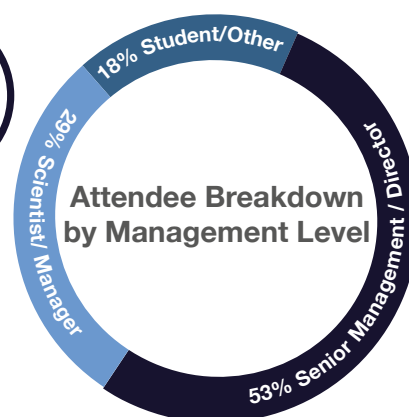 18% Student/Other
29% Scientist/ Manager
Attendee Breakdown
by Management Level
53% Senior Management / Director